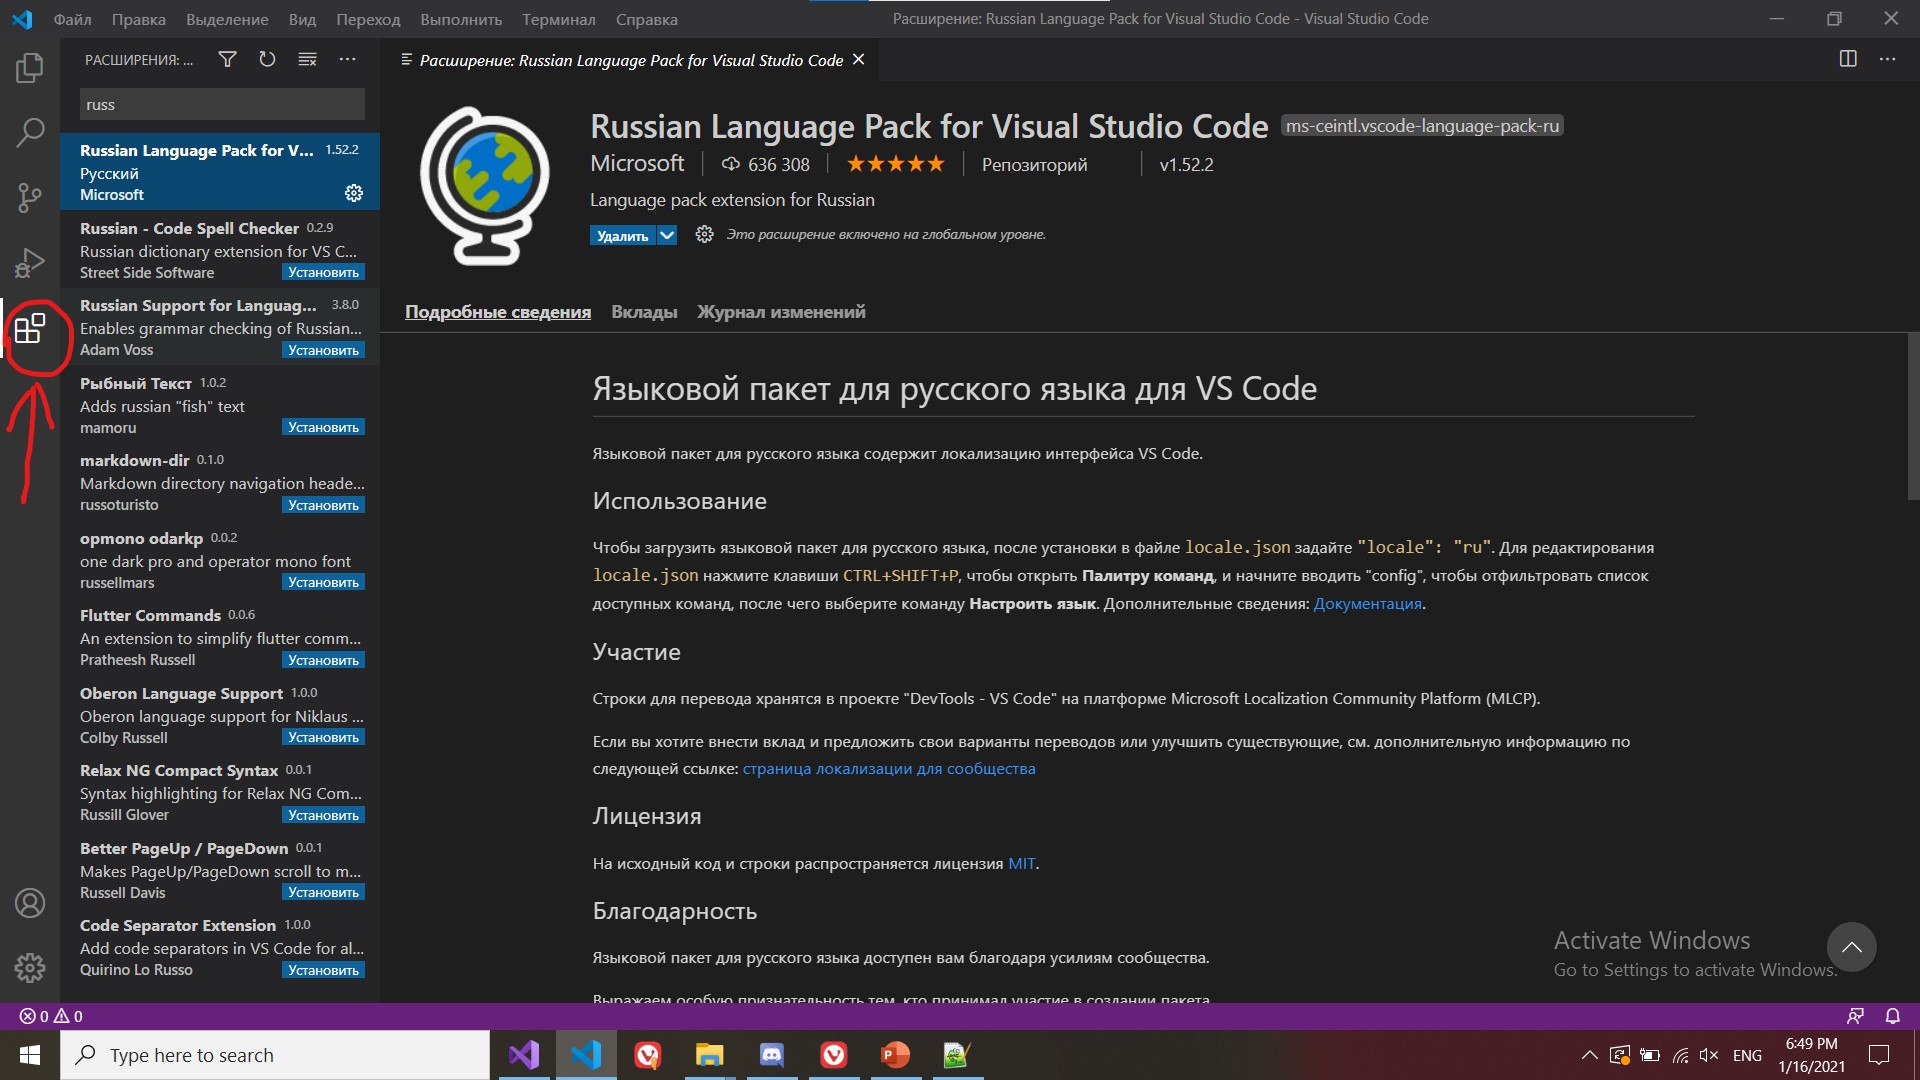 Файл Правка Выделение Вид Переход Выполнить Терминал Справка
Расширение: Russian Language Pack for Visual Studio Code - Visual Studio Code
РАСШИРЕНИЯ: ...
russ
Russian Language Pack for V... 1.52.2
Русский
Microsoft
Russian - Code Spell Checker 0.2.9
Russian dictionary extension for VS C...
Street Side Software Установить
Russian Support for Languag... 3.8.0
Enables grammar checking of Russian...
Adam Voss Установить
Рыбный Текст 1.0.2
Adds russian "fish" text
mamoru Установить
markdown-dir 0.1.0
Markdown directory navigation heade...
russoturisto Установить
opmono odarkp 0.0.2
one dark pro and operator mono font
russellmars Установить
Flutter Commands 0.0.6
An extension to simplify flutter comm...
Pratheesh Russell Установить
Oberon Language Support 1.0.0
Oberon language support for Niklaus ...
Colby Russell Установить
Relax NG Compact Syntax 0.0.1
Syntax highlighting for Relax NG Com...
Russill Glover Установить
Better PageUp / PageDown 0.0.1
Makes PageUp/PageDown scroll to m...
Russell Davis Установить
Code Separator Extension 1.0.0
Add code separators in VS Code for al...
Quirino Lo Russo Установить
Расширение: Russian Language Pack for Visual Studio Code
Russian Language Pack for Visual Studio Code ms-ceintl.vscode-language-pack-ru
Microsoft 636 308 Репозиторий v1.52.2
Language pack extension for Russian
Удалить Это расширение включено на глобальном уровне.
Подробные сведения Вклады Журнал изменений
Языковой пакет для русского языка для VS Code
Языковой пакет для русского языка содержит локализацию интерфейса VS Code.
Использование
Чтобы загрузить языковой пакет для русского языка, после установки в файле locale.json задайте "locale": "ru". Для редактирования
locale.json нажмите клавиши CTRL+SHIFT+P, чтобы открыть Палитру команд, и начните вводить "config", чтобы отфильтровать список
доступных команд, после чего выберите команду Настроить язык. Дополнительные сведения: Документация.
Участие
Строки для перевода хранятся в проекте "DevTools - VS Code" на платформе Microsoft Localization Community Platform (MLCP).
Если вы хотите внести вклад и предложить свои варианты переводов или улучшить существующие, см. дополнительную информацию по
следующей ссылке: страница локализации для сообщества
Лицензия
На исходный код и строки распространяется лицензия MIT.
Благодарность
Языковой пакет для русского языка доступен вам благодаря усилиям сообщества.
Выражаем особую признательность тем, кто принимал участие в создании пакета.
Activate Windows
Go to Settings to activate Windows.
0 0
Type here to search
ENG
6:49 PM
1/16/2021